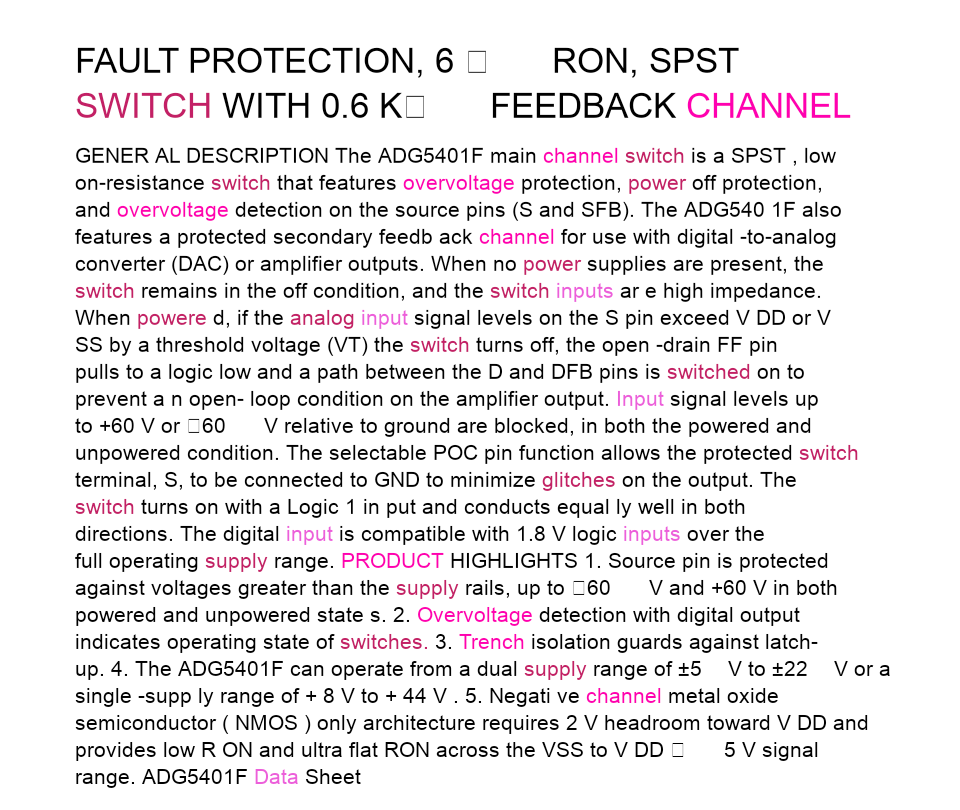 FAULT PROTECTION, 6 □ RON, SPST
SWITCH WITH 0.6 K□ FEEDBACK CHANNEL
GENER AL DESCRIPTION The ADG5401F main channel switch is a SPST , low
on-resistance switch that features overvoltage protection, power off protection,
and overvoltage detection on the source pins (S and SFB). The ADG540 1F also
features a protected secondary feedb ack channel for use with digital -to-analog
converter (DAC) or amplifier outputs. When no power supplies are present, the
switch remains in the off condition, and the switch inputs ar e high impedance.
When powere d, if the analog input signal levels on the S pin exceed V DD or V
SS by a threshold voltage (VT) the switch turns off, the open -drain FF pin
pulls to a logic low and a path between the D and DFB pins is switched on to
prevent a n open- loop condition on the amplifier output. Input signal levels up
to +60 V or □60 V relative to ground are blocked, in both the powered and
unpowered condition. The selectable POC pin function allows the protected switch
terminal, S, to be connected to GND to minimize glitches on the output. The
switch turns on with a Logic 1 in put and conducts equal ly well in both
directions. The digital input is compatible with 1.8 V logic inputs over the
full operating supply range. PRODUCT HIGHLIGHTS 1. Source pin is protected
against voltages greater than the supply rails, up to □60 V and +60 V in both
powered and unpowered state s. 2. Overvoltage detection with digital output
indicates operating state of switches. 3. Trench isolation guards against latch-
up. 4. The ADG5401F can operate from a dual supply range of ±5 V to ±22 V or a
single -supp ly range of + 8 V to + 44 V . 5. Negati ve channel metal oxide
semiconductor ( NMOS ) only architecture requires 2 V headroom toward V DD and
provides low R ON and ultra flat RON across the VSS to V DD □ 5 V signal
range. ADG5401F Data Sheet